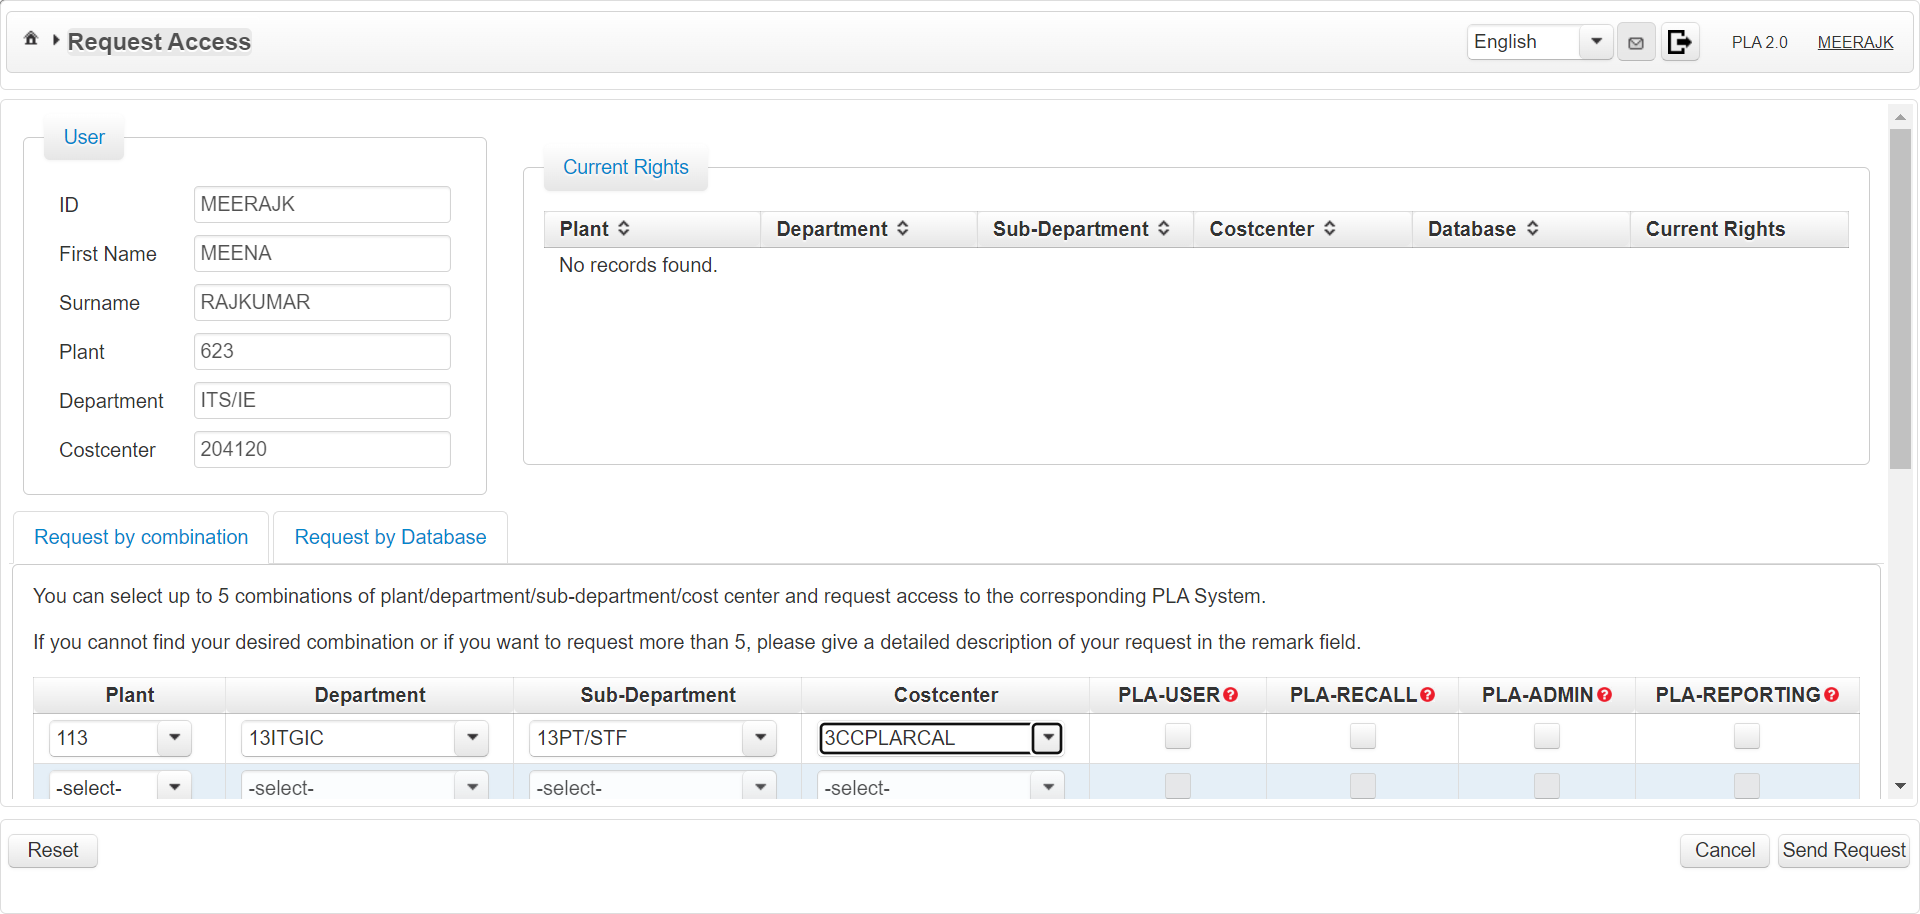 Request Access
English
PLA 2.0
MEERAJK
User
ID MEERAJK
First Name MEENA
Surname RAJKUMAR
Plant 623
Department ITS/IE
Costcenter 204120
Current Rights
Plant Department Sub-Department Costcenter Database Current Rights
No records found.
Request by combination Request by Database
You can select up to 5 combinations of plant/department/sub-department/cost center and request access to the corresponding PLA System.
If you cannot find your desired combination or if you want to request more than 5, please give a detailed description of your request in the remark field.
Plant Department Sub-Department Costcenter PLA-USER? PLA-RECALL? PLA-ADMIN? PLA-REPORTING?
113 13ITGIC 13PT/STF 3CCPLARCAL
-select- -select- -select- -select-
Reset Cancel Send Request